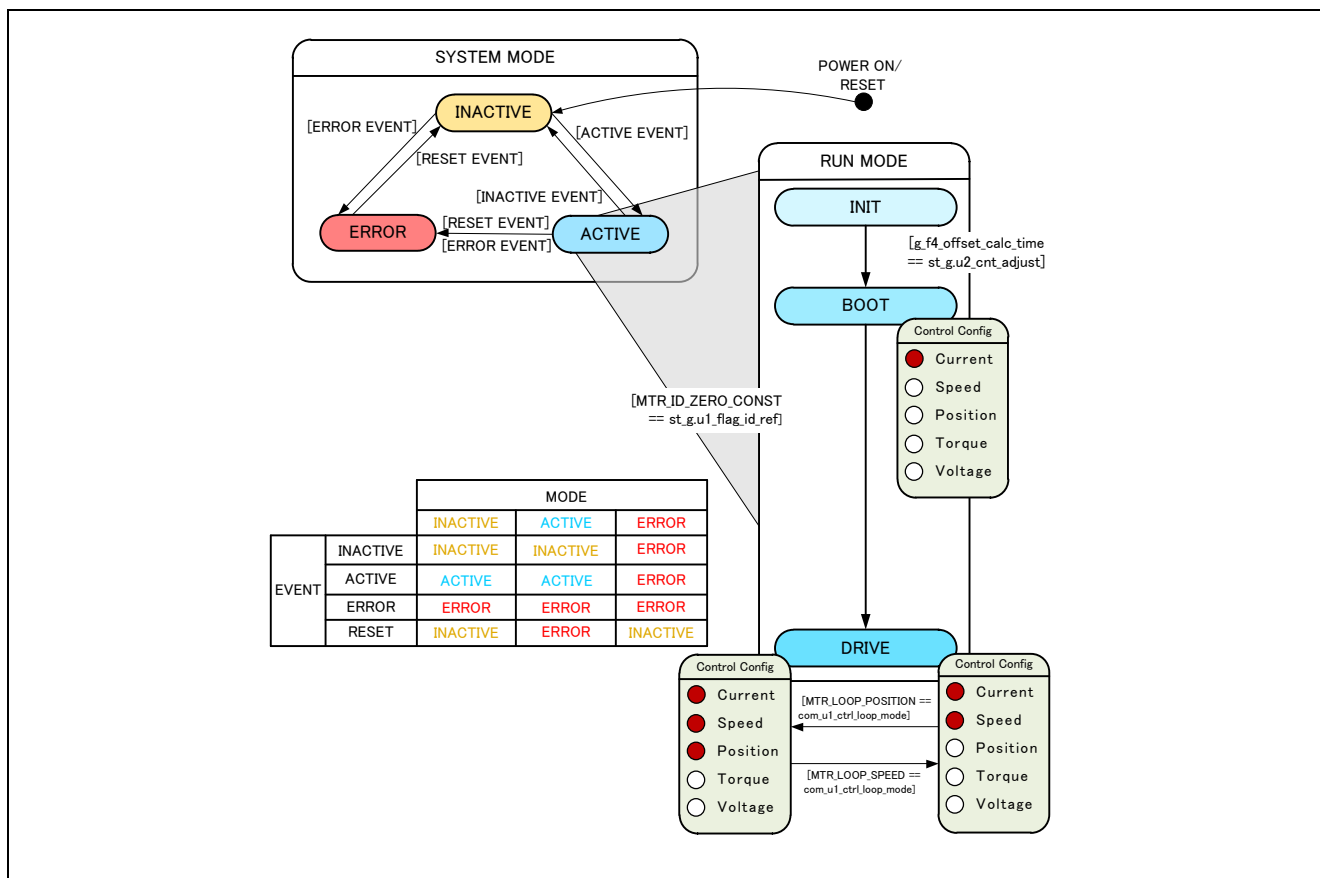 SYSTEM MODE
POWER ON/
RESET
INACTIVE
[ERROR EVENT]
[ACTIVE EVENT]
[RESET EVENT]
[INACTIVE EVENT]
ERROR
[RESET EVENT]
[ERROR EVENT]
ACTIVE
RUN MODE
INIT
[g_f4_offset_calc_time
== st_g.u2_cnt_adjust]
BOOT
Control Config
Current
Speed
Position
Torque
Voltage
[MTR_ID_ZERO_CONST
== st_g.u1_flag_id_ref]
MODE
INACTIVE ACTIVE ERROR
EVENT
INACTIVE INACTIVE INACTIVE ERROR
ACTIVE ACTIVE ACTIVE ERROR
ERROR ERROR ERROR ERROR
RESET INACTIVE ERROR INACTIVE
DRIVE
Control Config
Current
Speed
Position
Torque
Voltage
[MTR_LOOP_POSITION ==
com_u1_ctrl_loop_mode]
[MTR_LOOP_SPEED ==
com_u1_ctrl_loop_mode]
Control Config
Current
Speed
Position
Torque
Voltage